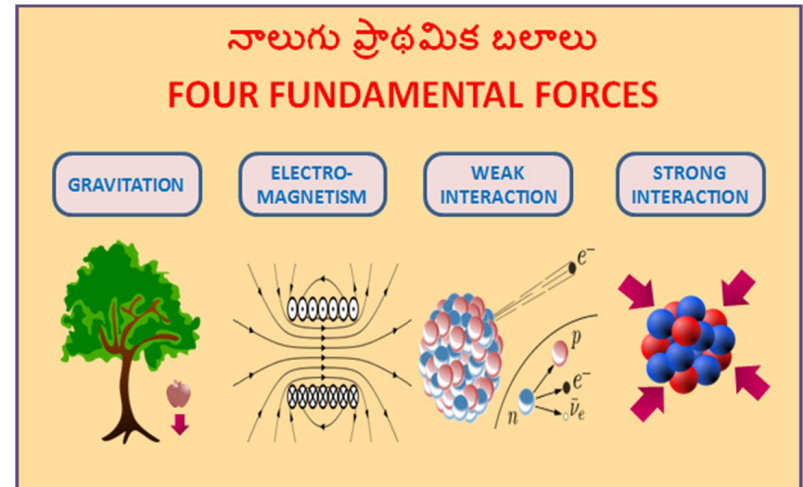 నాలుగు ప్రాథమిక బలాలు
FOUR FUNDAMENTAL FORCES
GRAVITATION
ELECTRO-
MAGNETISM
WEAK
INTERACTION
STRONG
INTERACTION
e⁻
p
e⁻
n
ν̄ₑ